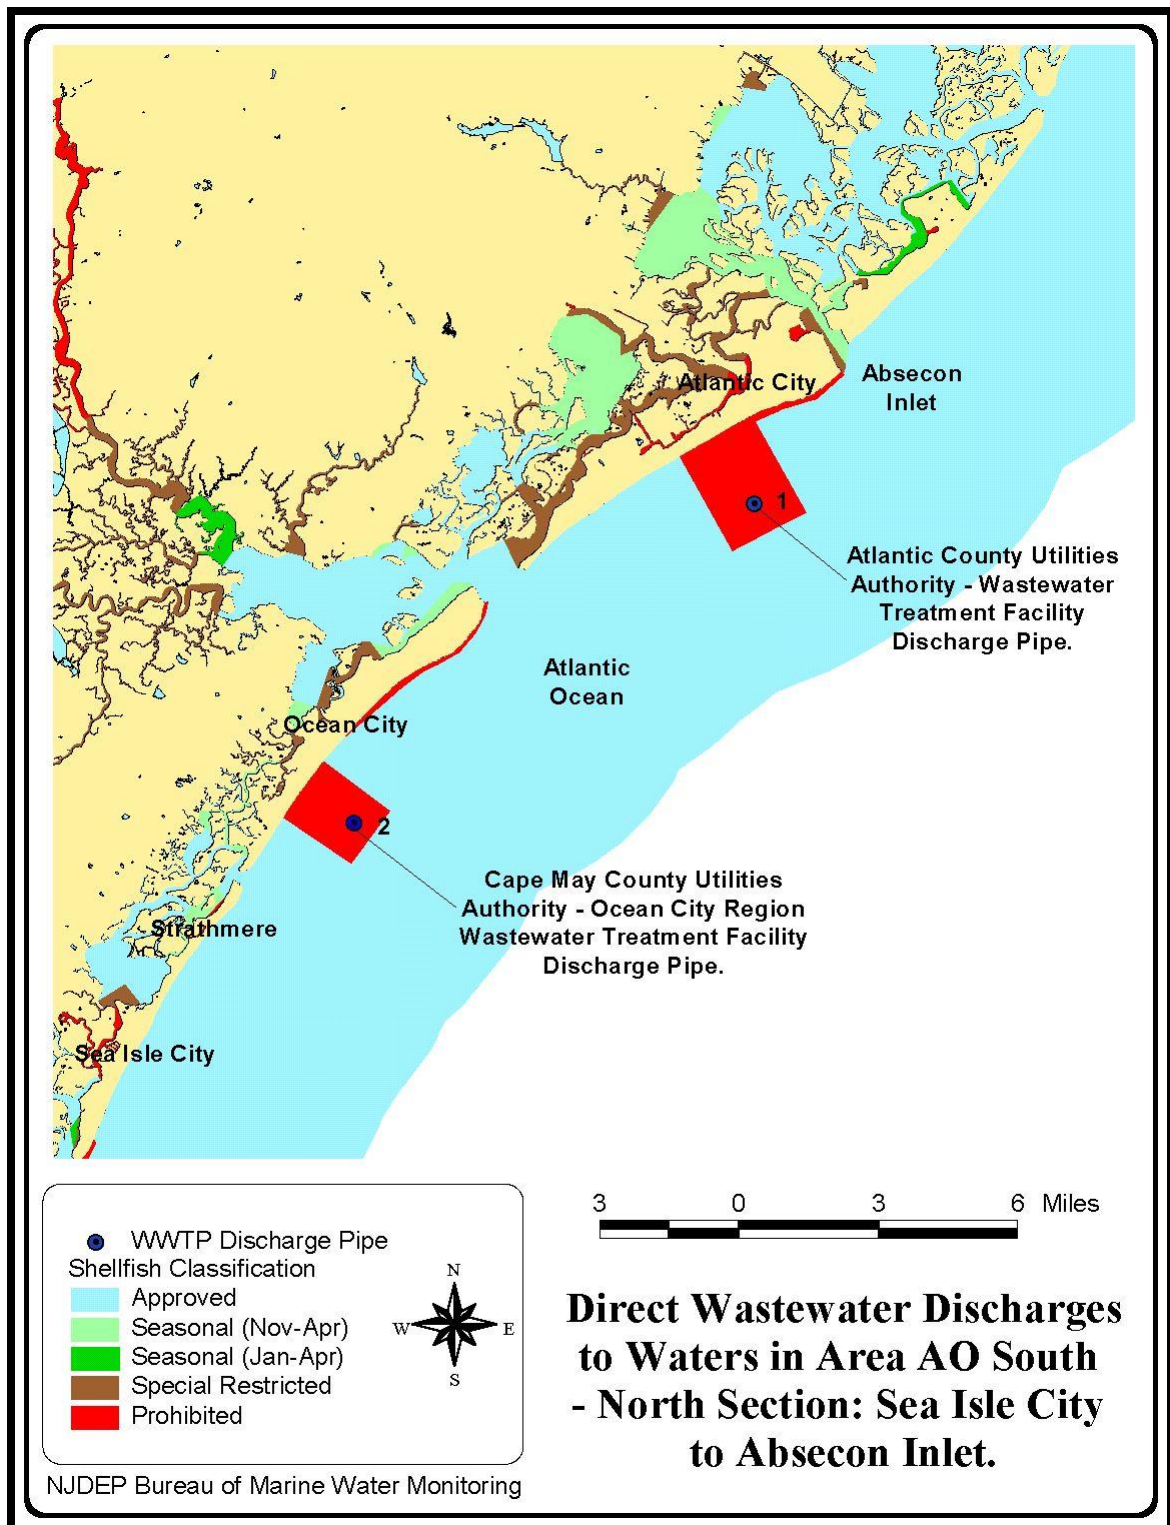 Absecon
Inlet
Atlantic City
1
Atlantic County Utilities
Authority - Wastewater
Treatment Facility
Discharge Pipe.
Atlantic
Ocean
Ocean City
2
Cape May County Utilities
Authority - Ocean City Region
Wastewater Treatment Facility
Discharge Pipe.
Strathmere
Sea Isle City
3 0 3 6 Miles
WWTP Discharge Pipe
Shellfish Classification
Approved
Seasonal (Nov-Apr)
Seasonal (Jan-Apr)
Special Restricted
Prohibited
N
W E
S
NJDEP Bureau of Marine Water Monitoring
Direct Wastewater Discharges
to Waters in Area AO South
- North Section: Sea Isle City
to Absecon Inlet.